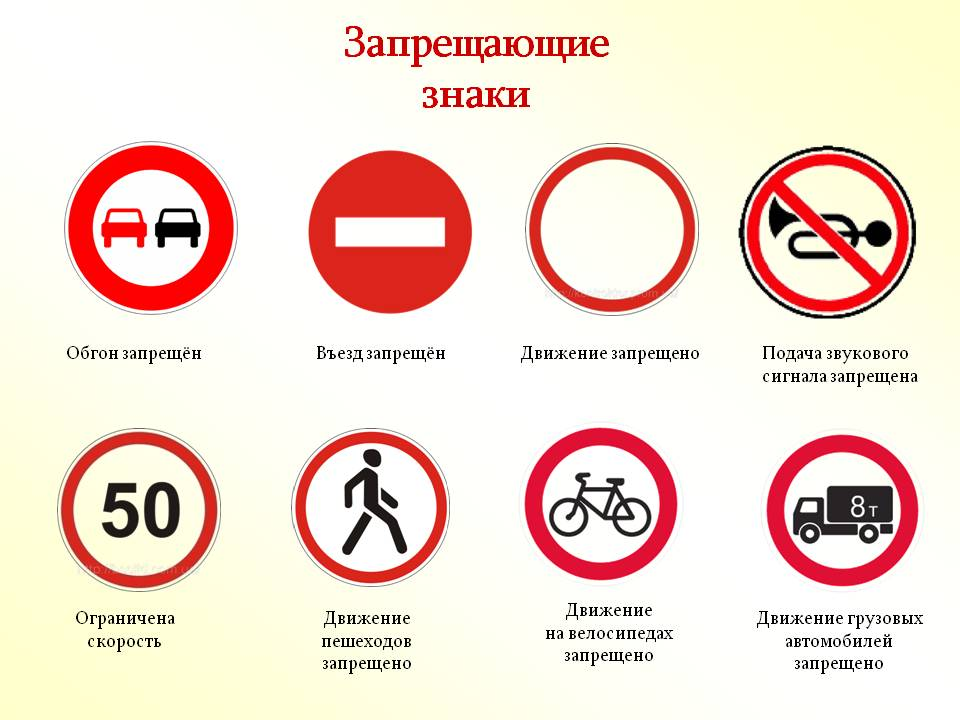 Запрещающие
знаки
Обгон запрещён
Въезд запрещён
Движение запрещено
Подача звукового
сигнала запрещена
50
8 т
Ограничена
скорость
Движение
пешеходов
запрещено
Движение
на велосипедах
запрещено
Движение грузовых
автомобилей
запрещено